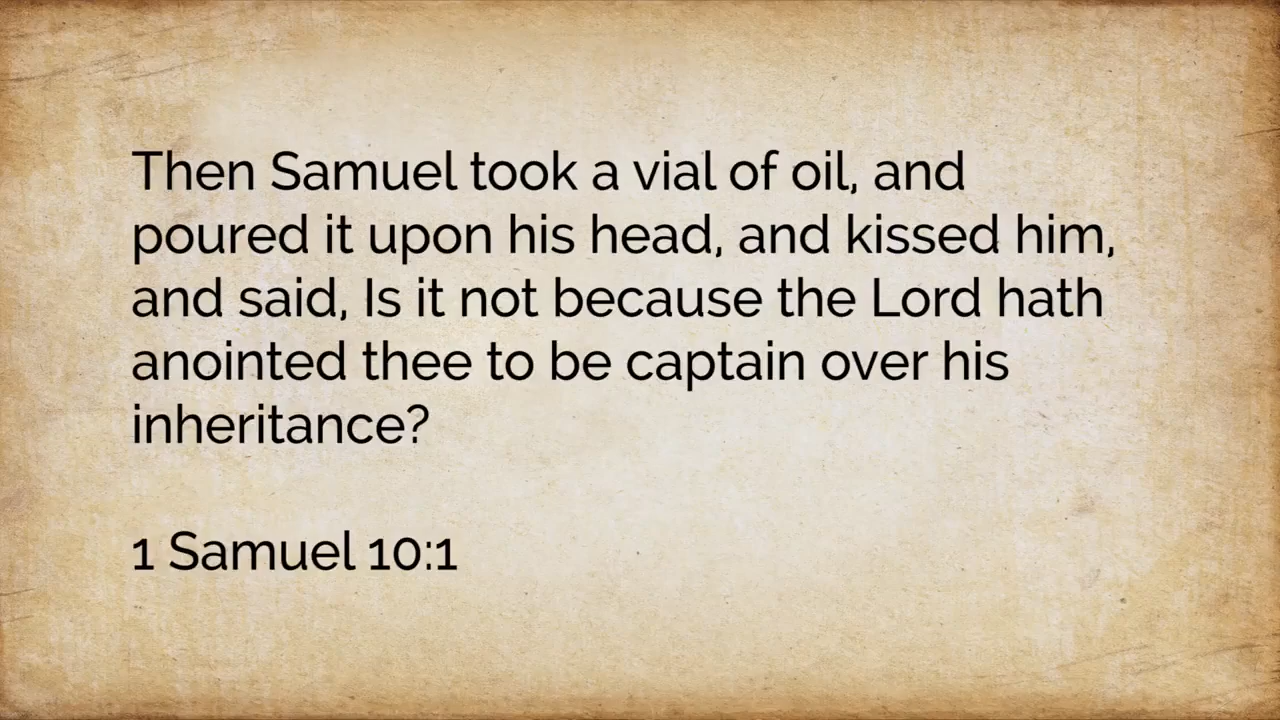 Then Samuel took a vial of oil, and
poured it upon his head, and kissed him,
and said, Is it not because the Lord hath
anointed thee to be captain over his
inheritance?
1 Samuel 10:1